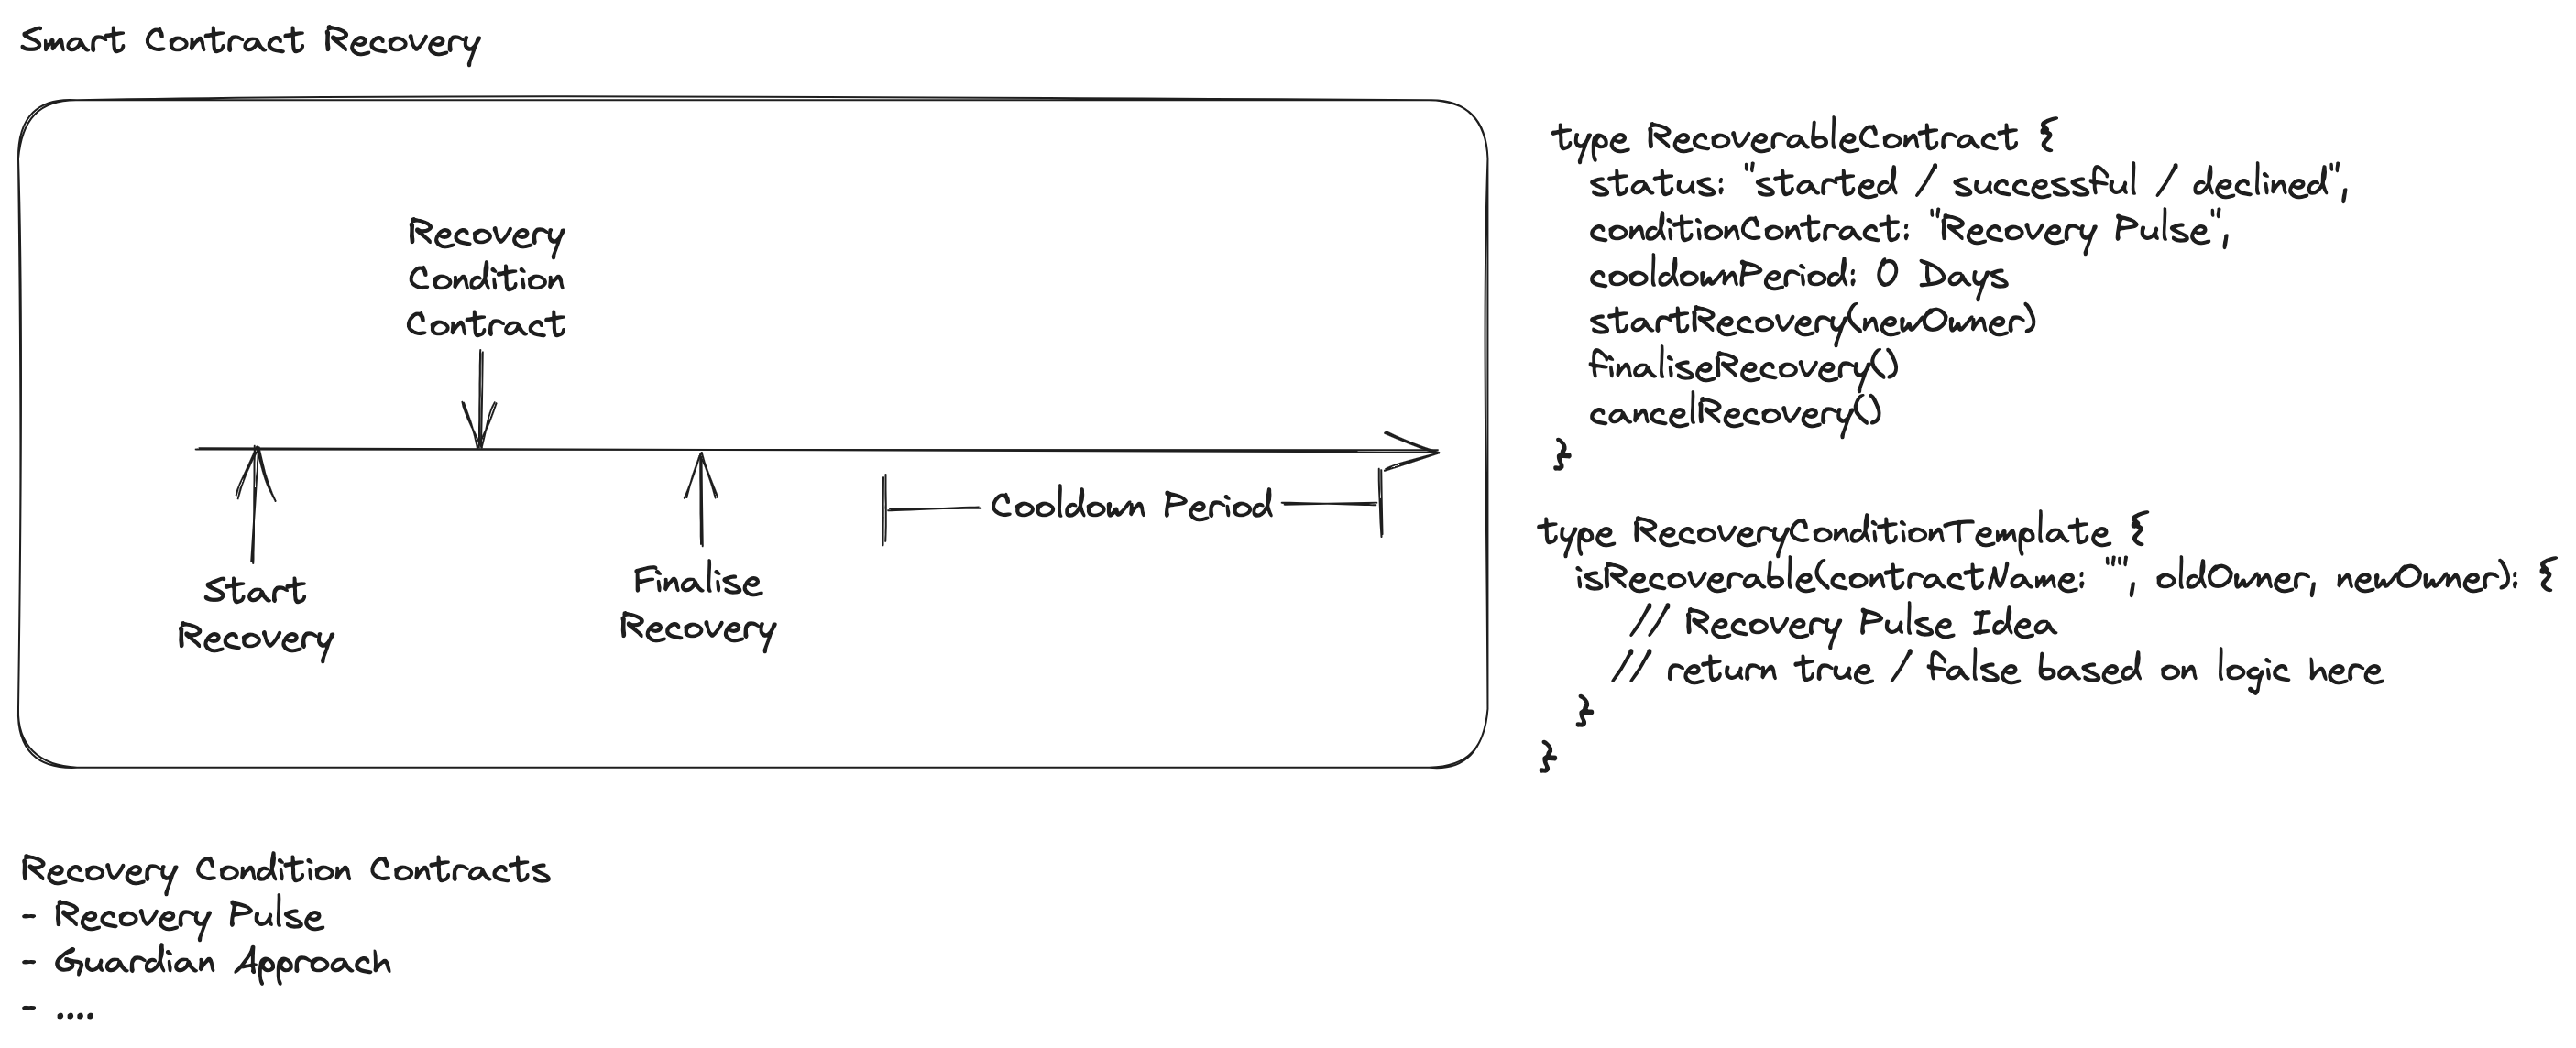 Smart Contract Recovery
Recovery
Condition
Contract
Cooldown Period
Start
Recovery
Finalise
Recovery
type RecoverableContract {
status: "started / successful / declined",
conditionContract: "Recovery Pulse",
cooldownPeriod: 0 Days
startRecovery(newOwner)
finaliseRecovery()
cancelRecovery()
}
type RecoveryConditionTemplate {
isRecoverable(contractName: "", oldOwner, newOwner): {
// Recovery Pulse Idea
// return true / false based on logic here
}
}
Recovery Condition Contracts
- Recovery Pulse
- Guardian Approach
- ....